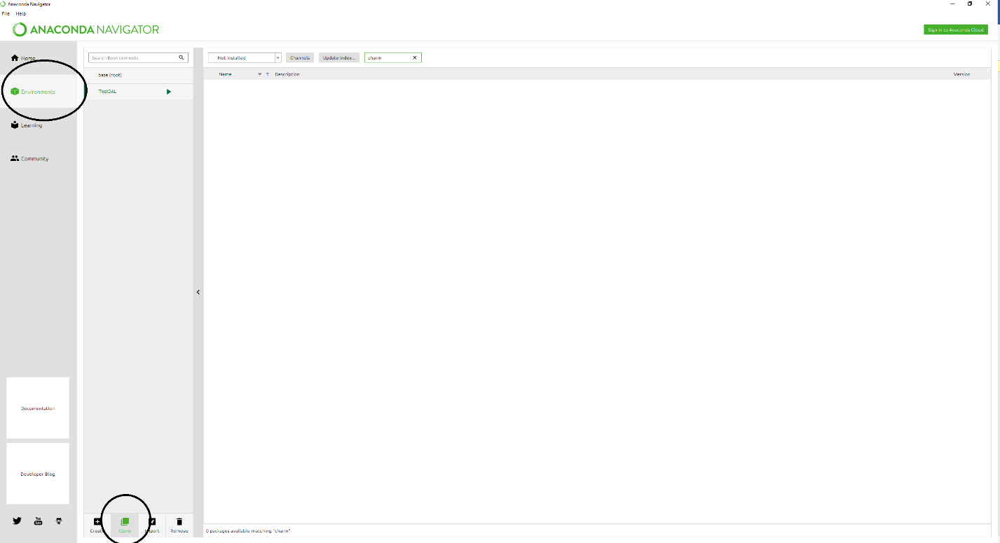 Anaconda Navigator
File Help
ANACONDA NAVIGATOR
Sign in to Anaconda Cloud
Home
Environments
Learning
Community
Documentation
Developer Blog
You Tube
Search Environments
base (root)
TestDAL
Create Clone Import Remove
Not installed Channels Update index... charm
Name T Description Version
0 packages available matching "charm"